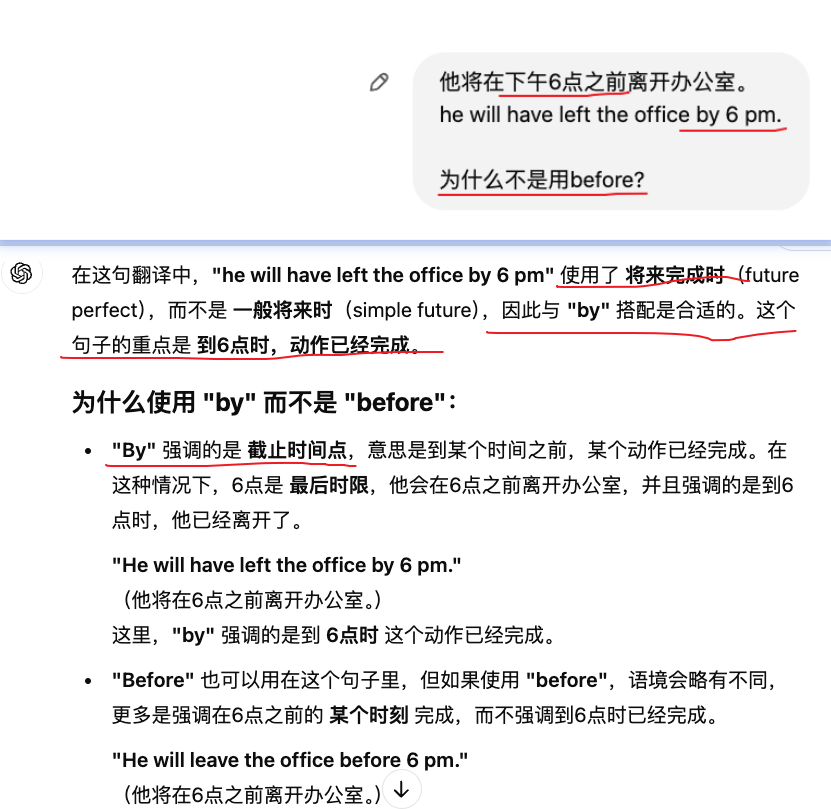 他将在下午6点之前离开办公室。
he will have left the office by 6 pm.
为什么不是用before?
在这句翻译中，"he will have left the office by 6 pm" 使用了 将来完成时（future
perfect），而不是 一般将来时（simple future），因此与 "by" 搭配是合适的。这个
句子的重点是 到6点时，动作已经完成。
为什么使用 "by" 而不是 "before"：
• "By" 强调的是 截止时间点，意思是到某个时间之前，某个动作已经完成。在
这种情况下，6点是 最后时限，他会在6点之前离开办公室，并且强调的是到6
点时，他已经离开了。
"He will have left the office by 6 pm."
（他将在6点之前离开办公室。）
这里，"by" 强调的是到 6点时 这个动作已经完成。
• "Before" 也可以用在这个句子里，但如果使用 "before"，语境会略有不同，
更多是强调在6点之前的 某个时刻 完成，而不强调到6点时已经完成。
"He will leave the office before 6 pm."
（他将在6点之前离开办公室。）